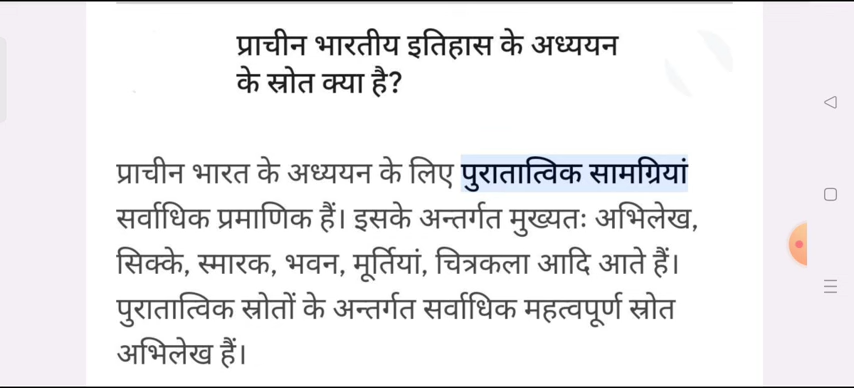 प्राचीन भारतीय इतिहास के अध्ययन
के स्रोत क्या है?
प्राचीन भारत के अध्ययन के लिए पुरातात्विक सामग्रियां
सर्वाधिक प्रमाणिक हैं। इसके अन्तर्गत मुख्यतः अभिलेख,
सिक्के, स्मारक, भवन, मूर्तियां, चित्रकला आदि आते हैं।
पुरातात्विक स्रोतों के अन्तर्गत सर्वाधिक महत्वपूर्ण स्रोत
अभिलेख हैं।